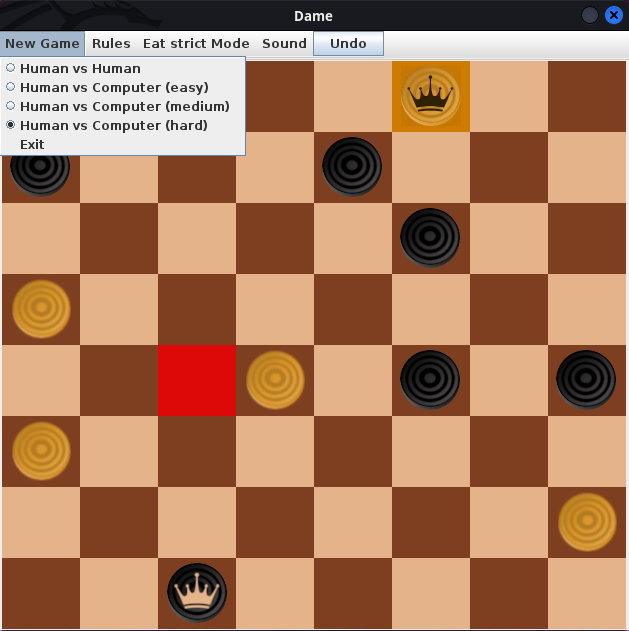 Dame
New Game Rules Eat strict Mode Sound Undo
Human vs Human
Human vs Computer (easy)
Human vs Computer (medium)
Human vs Computer (hard)
Exit